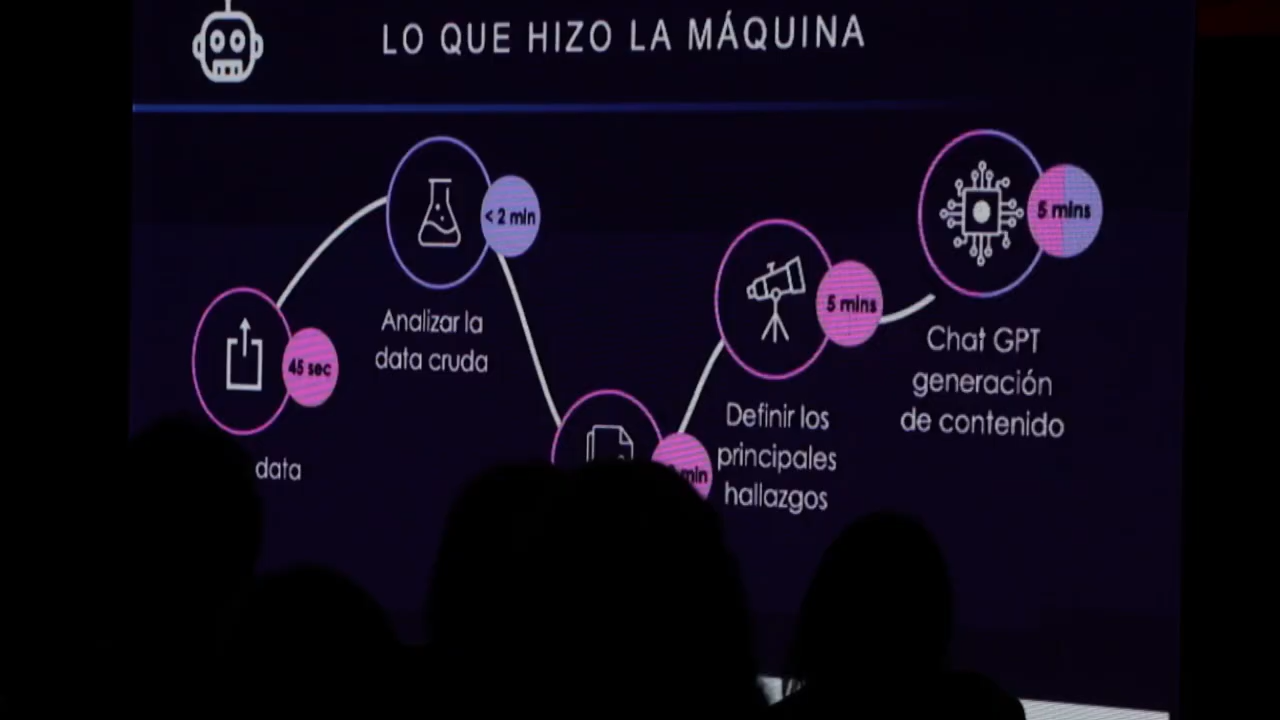 LO QUE HIZO LA MÁQUINA
45 sec
data
< 2 min
Analizar la
data cruda
min
5 mins
Definir los
principales
hallazgos
5 mins
Chat GPT
generación
de contenido